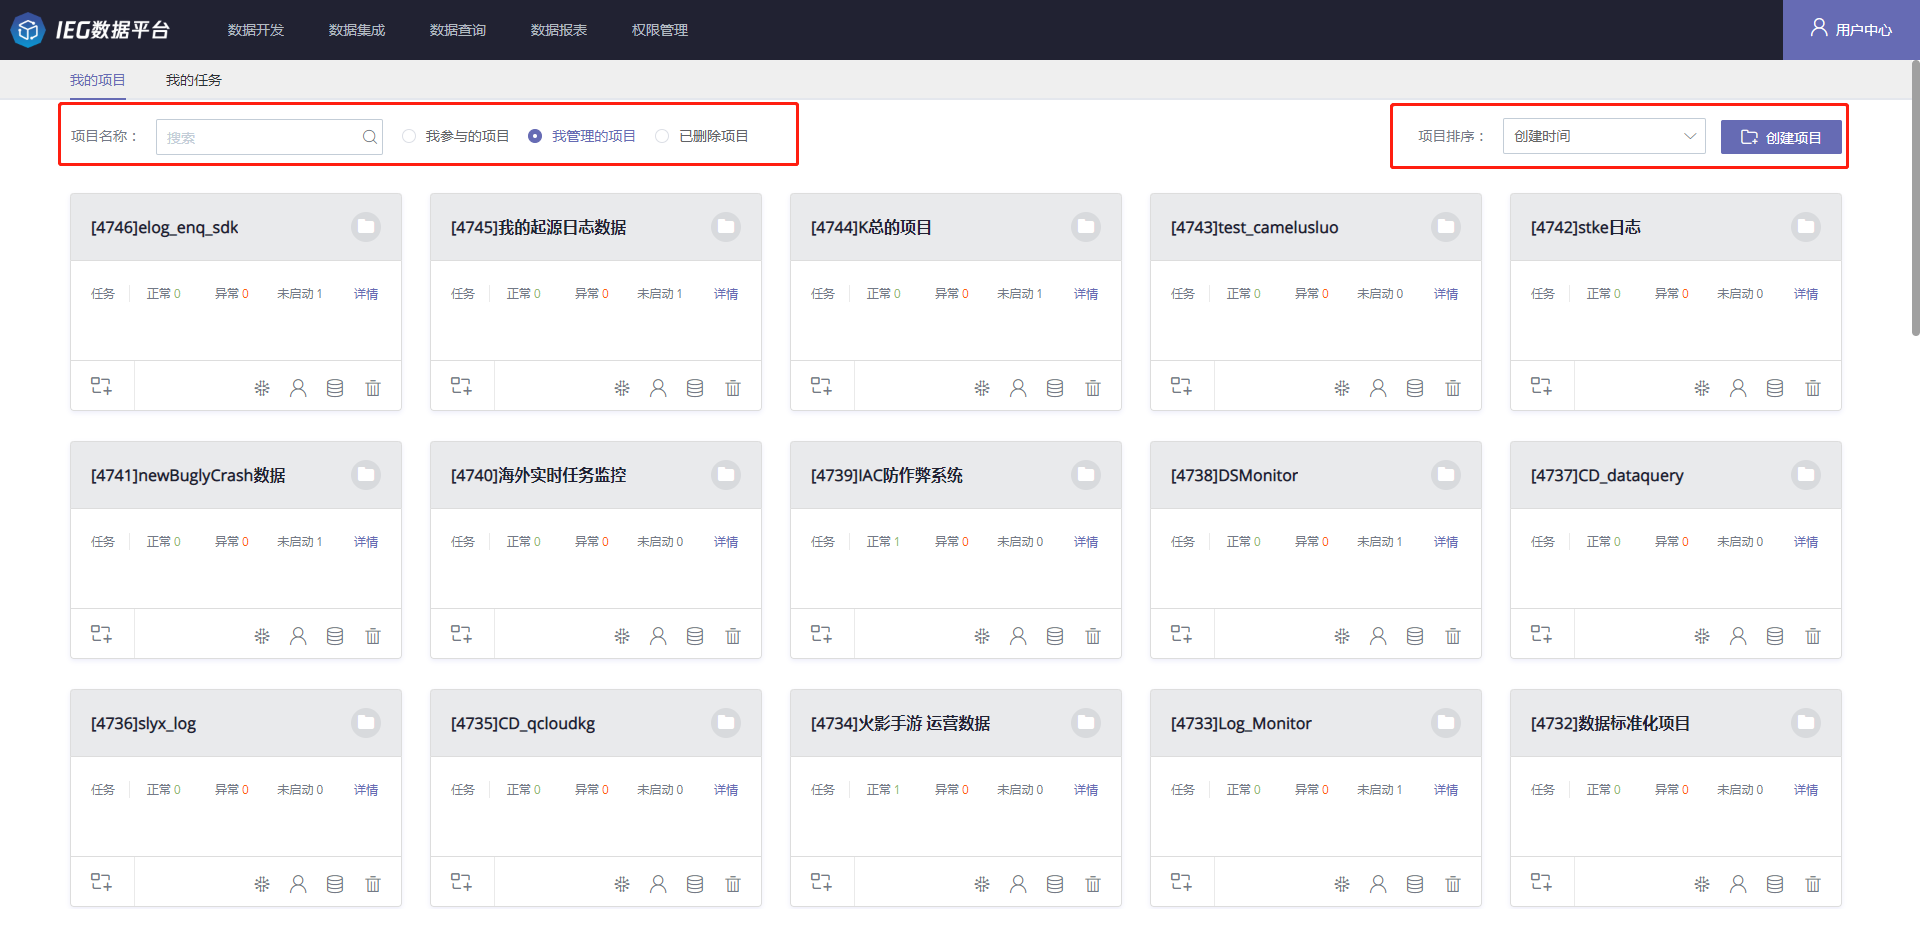 IEG数据平台 数据开发 数据集成 数据查询 数据报表 权限管理 用户中心
我的项目 我的任务
项目名称： 搜索 我参与的项目 我管理的项目 已删除项目 项目排序： 创建时间 创建项目
[4746]elog_enq_sdk [4745]我的起源日志数据 [4744]K总的项目 [4743]test_camelusluo [4742]stke日志
任务 正常 0 异常 0 未启动 1 详情 任务 正常 0 异常 0 未启动 1 详情 任务 正常 0 异常 0 未启动 1 详情 任务 正常 0 异常 0 未启动 0 详情 任务 正常 0 异常 0 未启动 0 详情
[4741]newBuglyCrash数据 [4740]海外实时任务监控 [4739]IAC防作弊系统 [4738]DSMonitor [4737]CD_dataquery
任务 正常 0 异常 0 未启动 1 详情 任务 正常 0 异常 0 未启动 0 详情 任务 正常 1 异常 0 未启动 0 详情 任务 正常 0 异常 0 未启动 1 详情 任务 正常 0 异常 0 未启动 0 详情
[4736]slyx_log [4735]CD_qcloudkg [4734]火影手游 运营数据 [4733]Log_Monitor [4732]数据标准化项目
任务 正常 0 异常 0 未启动 0 详情 任务 正常 0 异常 0 未启动 0 详情 任务 正常 1 异常 0 未启动 0 详情 任务 正常 0 异常 0 未启动 1 详情 任务 正常 0 异常 0 未启动 0 详情